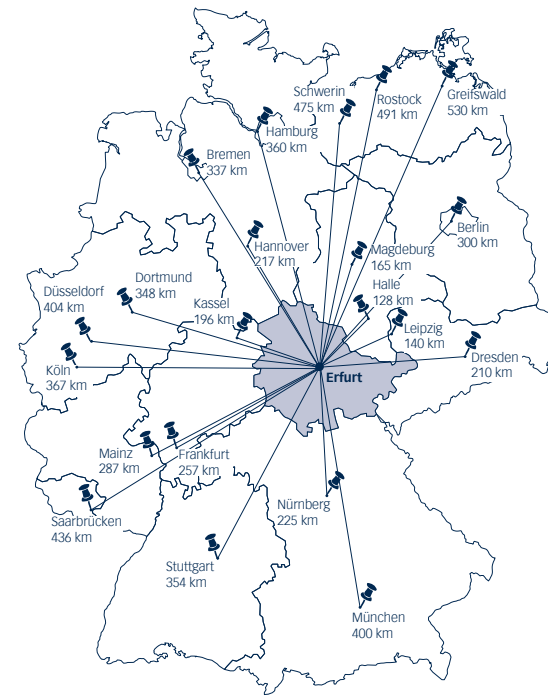 Schwerin
475 km
Rostock
491 km
Greifswald
530 km
Hamburg
360 km
Bremen
337 km
Berlin
300 km
Hannover
217 km
Magdeburg
165 km
Halle
128 km
Dortmund
348 km
Düsseldorf
404 km
Kassel
196 km
Leipzig
140 km
Köln
367 km
Dresden
210 km
Erfurt
Mainz
287 km
Frankfurt
257 km
Nürnberg
225 km
Saarbrücken
436 km
Stuttgart
354 km
München
400 km